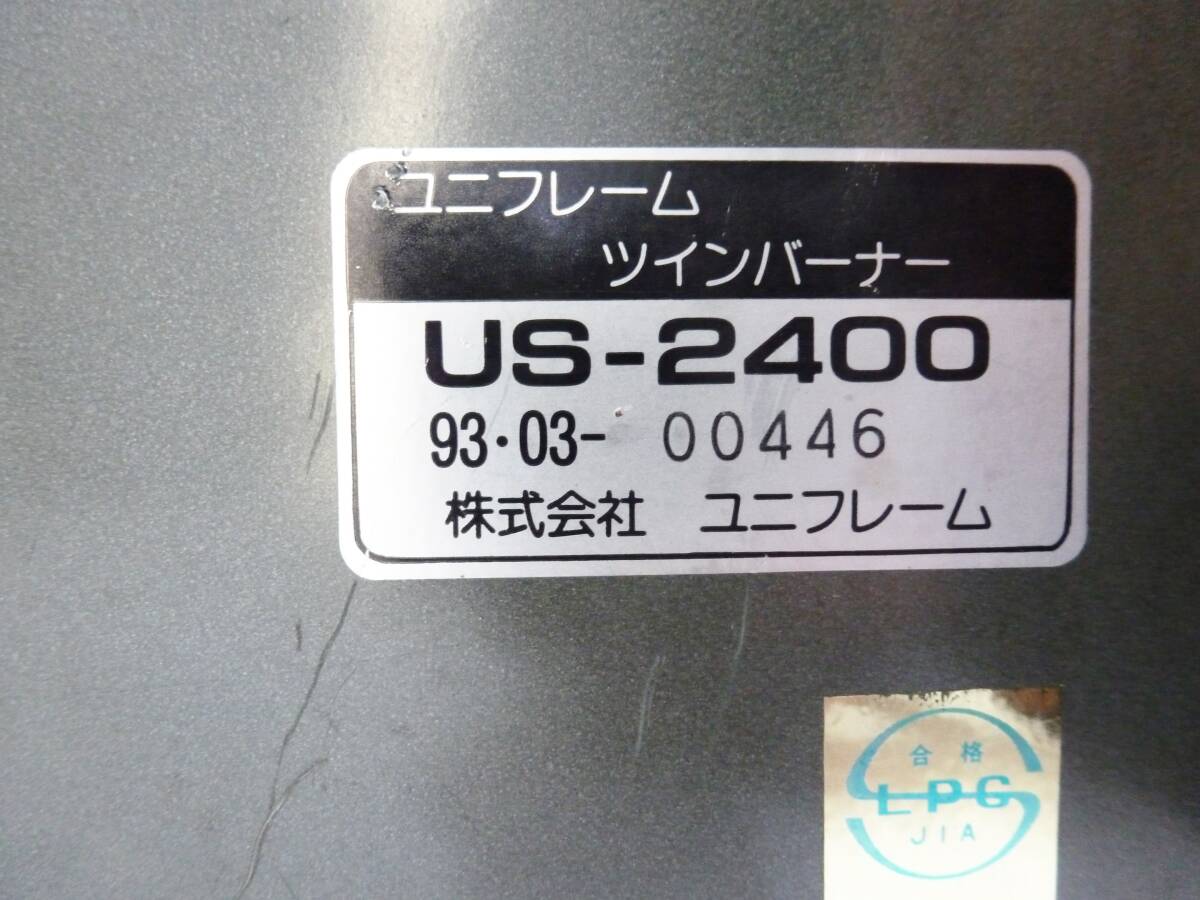 ユニフレーム
ツインバーナー
US-2400
93・03- 00446
株式会社 ユニフレーム
合格
LPG
JIA